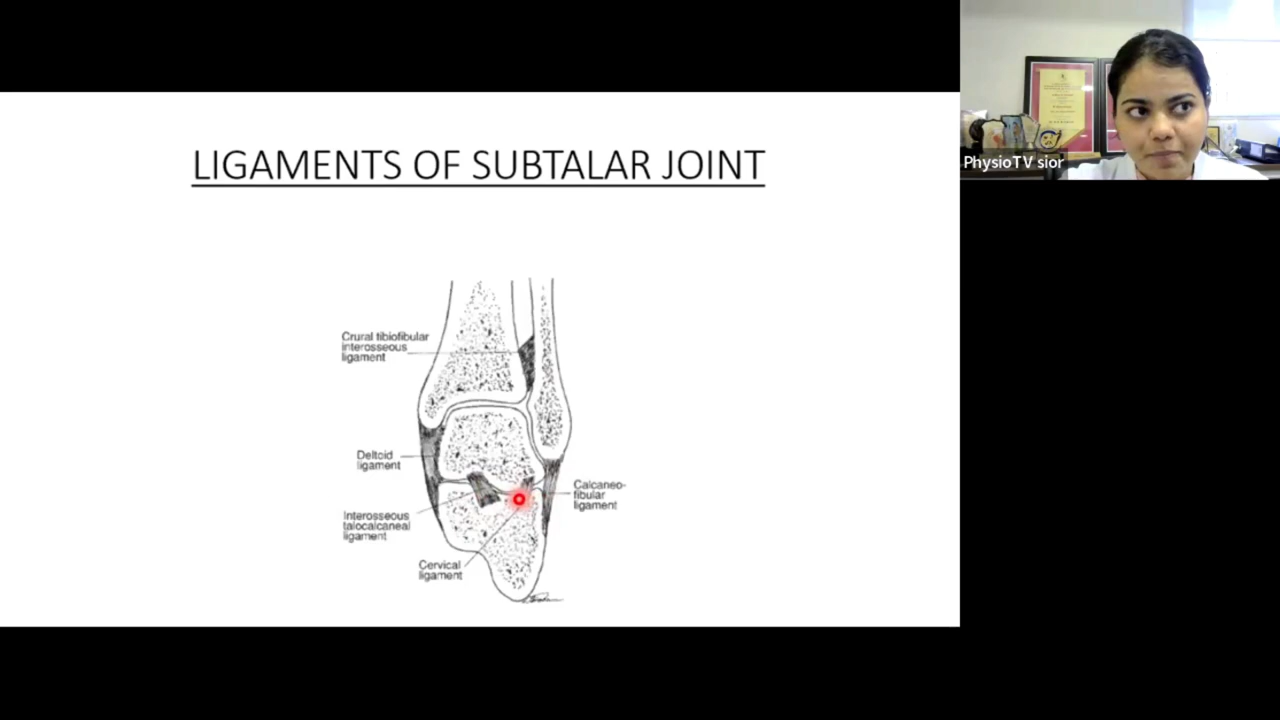 LIGAMENTS OF SUBTALAR JOINT
Crural tibiofibular
interosseous
ligament
Deltoid
ligament
Interosseous
talocalcaneal
ligament
Cervical
ligament
Calcaneo-
fibular
ligament
PhysioTV sior